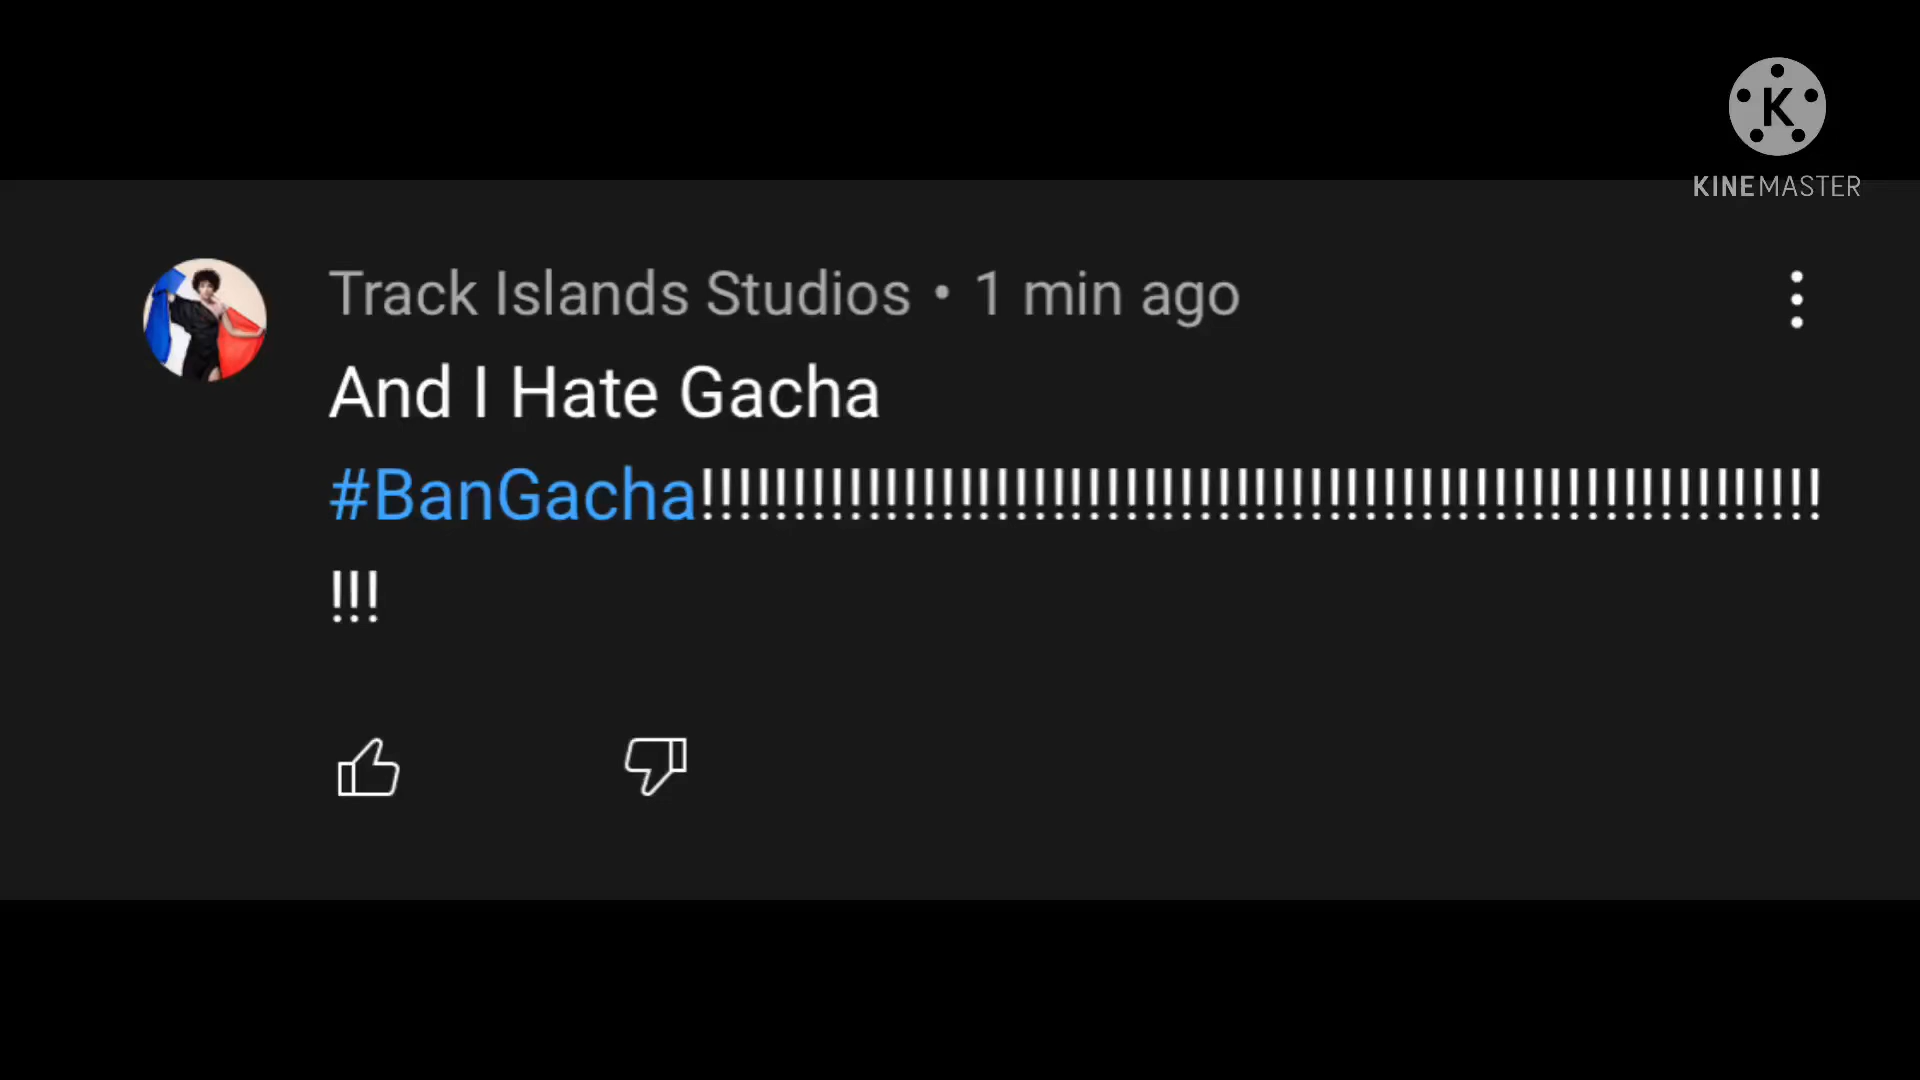 K
KINEMASTER
Track Islands Studios • 1 min ago
And I Hate Gacha
#BanGacha!!!!!!!!!!!!!!!!!!!!!!!!!!!!!!!!!!!!!!!!!!!!!!!!!!!!!!!!!!!!!
!!!